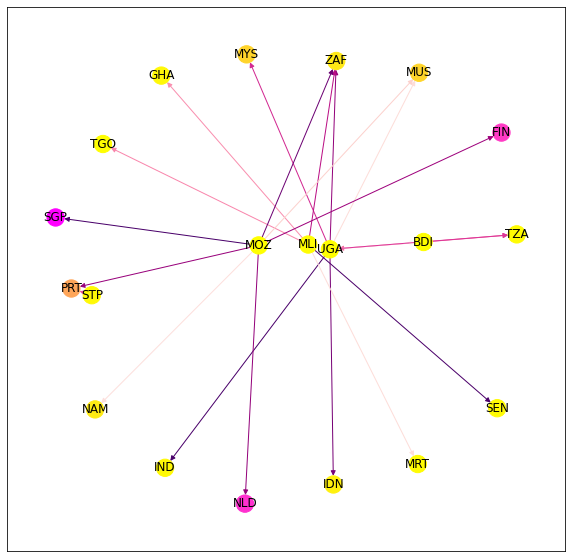 MYS
ZAF
MUS
GHA
FIN
TGO
SGP
MOZ
MLI
UGA
BDI
TZA
PRT
STP
NAM
SEN
IND
MRT
IDN
NLD